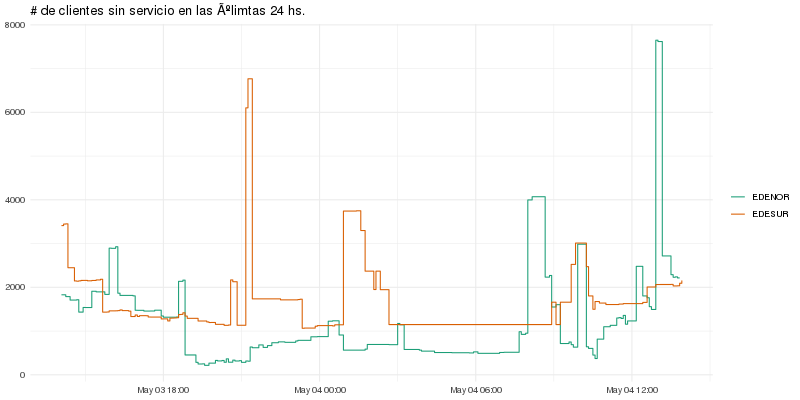 # de clientes sin servicio en las Ãºlimtas 24 hs.
8000
6000
4000
2000
0
May 03 18:00
May 04 00:00
May 04 06:00
May 04 12:00
EDENOR
EDESUR